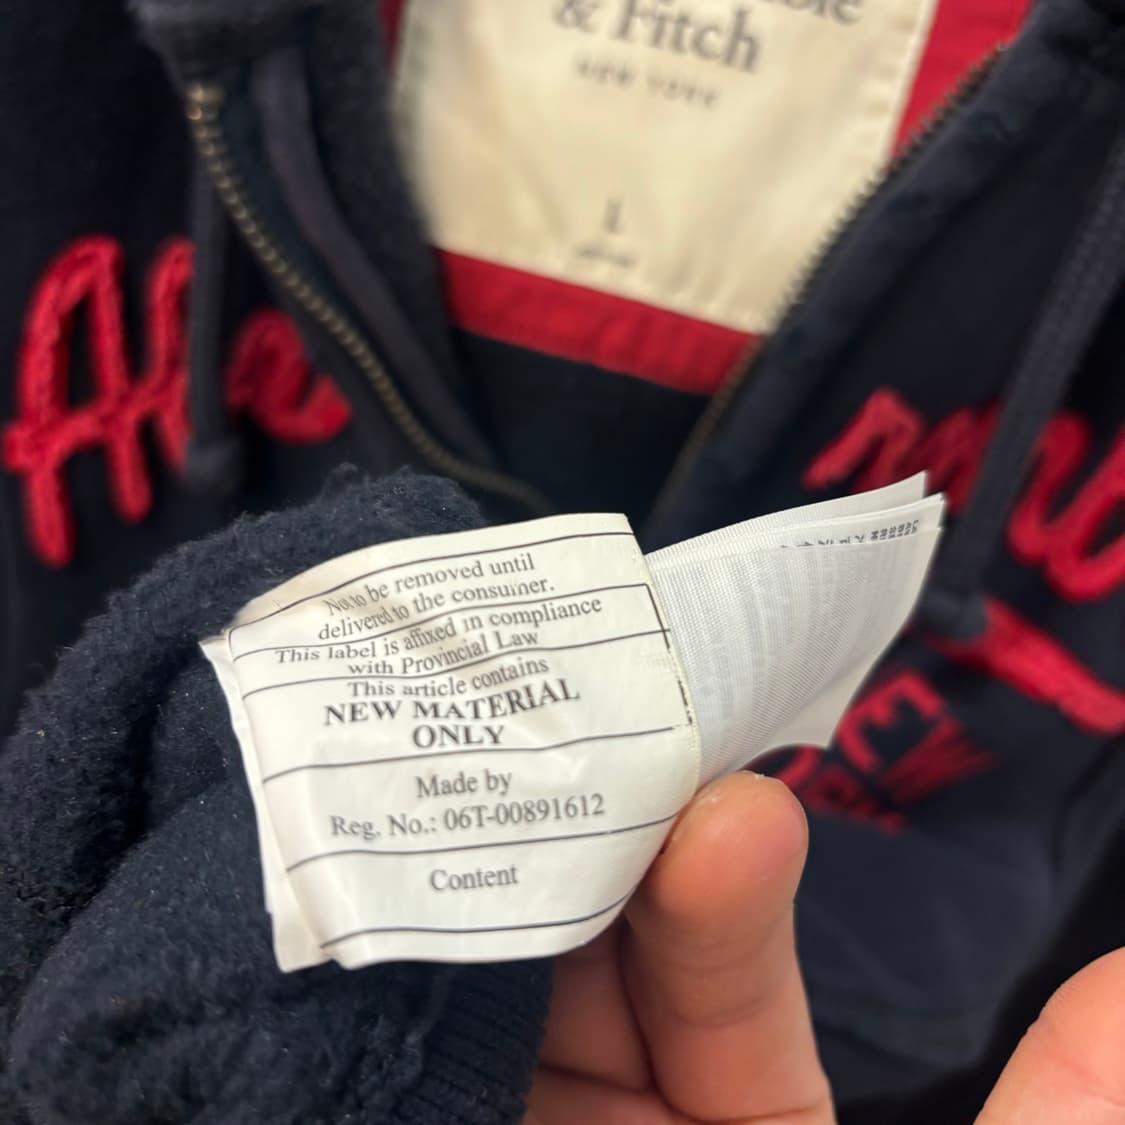 & Fitch
NEW YORK
L
Not to be removed until
delivered to the consumer.
This label is affixed in compliance
with Provincial Law
This article contains
NEW MATERIAL
ONLY
Made by
Reg. No.: 06T-00891612
Content
NEW